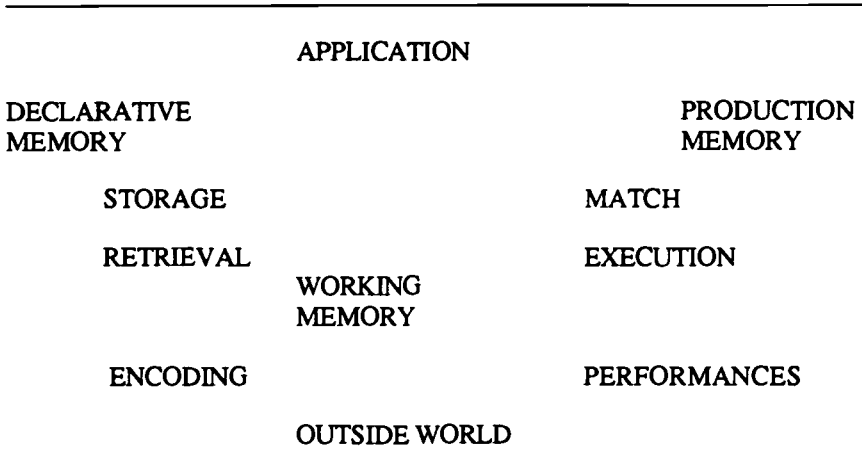 APPLICATION
DECLARATIVE
MEMORY
PRODUCTION
MEMORY
STORAGE
MATCH
RETRIEVAL
EXECUTION
WORKING
MEMORY
ENCODING
PERFORMANCES
OUTSIDE WORLD